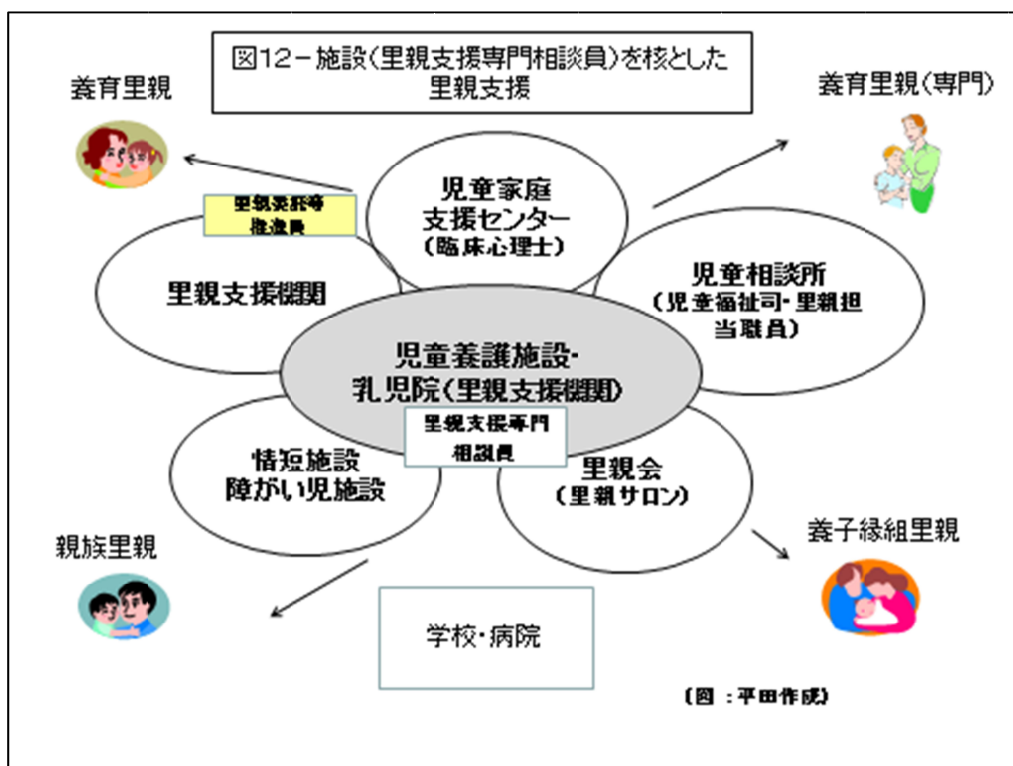 図12－施設(里親支援専門相談員)を核とした
里親支援
養育里親
養育里親(専門)
児童家庭
支援センター
(臨床心理士)
里親委託等
推進員
里親支援機関
児童相談所
(児童福祉司・里親担
当職員)
児童養護施設・
乳児院(里親支援機関)
里親支援専門
相談員
情短施設
障がい児施設
里親会
(里親サロン)
親族里親
養子縁組里親
学校・病院
(図 :平田作成)